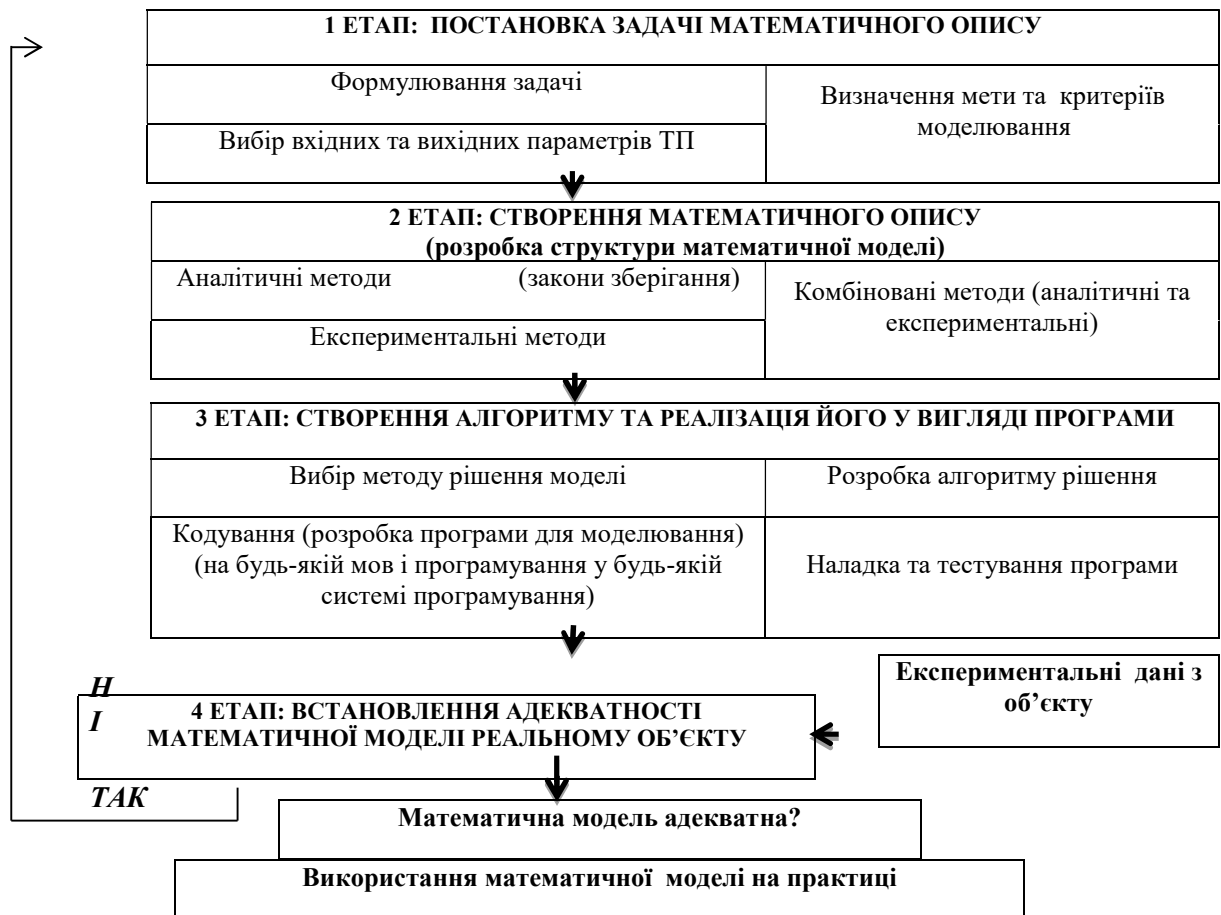 1 ЕТАП: ПОСТАНОВКА ЗАДАЧІ МАТЕМАТИЧНОГО ОПИСУ
Формулювання задачі
Вибір вхідних та вихідних параметрів ТП
Визначення мети та критеріїв
моделювання
2 ЕТАП: СТВОРЕННЯ МАТЕМАТИЧНОГО ОПИСУ
(розробка структури математичної моделі)
Аналітичні методи (закони зберігання)
Експериментальні методи
Комбіновані методи (аналітичні та
експериментальні)
3 ЕТАП: СТВОРЕННЯ АЛГОРИТМУ ТА РЕАЛІЗАЦІЯ ЙОГО У ВИГЛЯДІ ПРОГРАМИ
Вибір методу рішення моделі
Розробка алгоритму рішення
Кодування (розробка програми для моделювання)
(на будь-якій мов і програмування у будь-якій
системі програмування)
Наладка та тестування програми
Експериментальні дані з
об’єкту
Н
І
4 ЕТАП: ВСТАНОВЛЕННЯ АДЕКВАТНОСТІ
МАТЕМАТИЧНОЇ МОДЕЛІ РЕАЛЬНОМУ ОБ’ЄКТУ
ТАК
Математична модель адекватна?
Використання математичної моделі на практиці